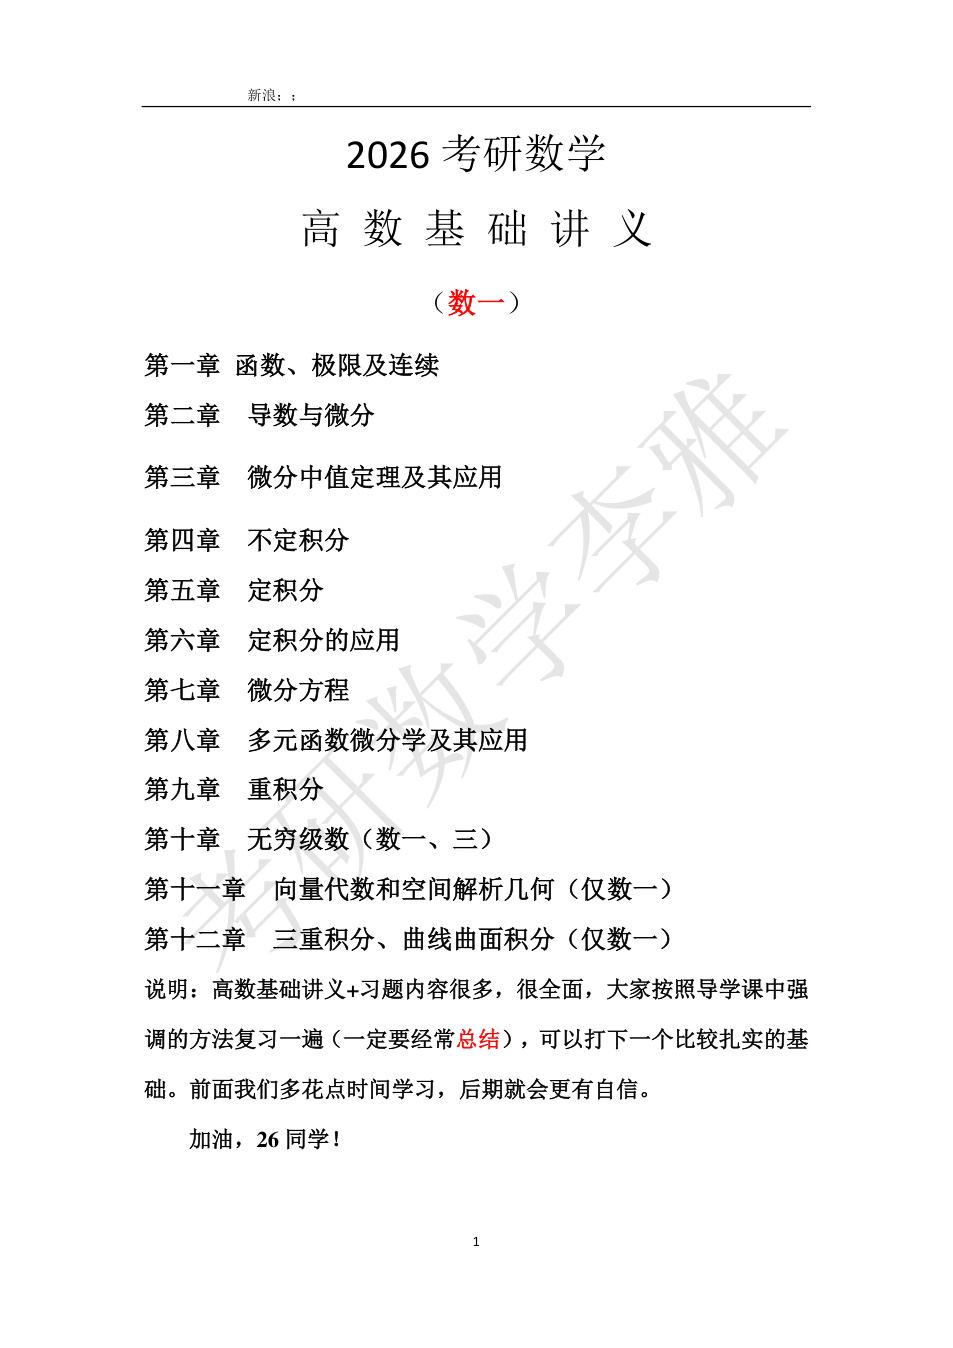 新浪：；
2026 考研数学
高 数 基 础 讲 义
（数一）
第一章 函数、极限及连续
第二章 导数与微分
第三章 微分中值定理及其应用
第四章 不定积分
第五章 定积分
第六章 定积分的应用
第七章 微分方程
第八章 多元函数微分学及其应用
第九章 重积分
第十章 无穷级数（数一、三）
第十一章 向量代数和空间解析几何（仅数一）
第十二章 三重积分、曲线曲面积分（仅数一）
说明：高数基础讲义+习题内容很多，很全面，大家按照导学课中强
调的方法复习一遍（一定要经常总结），可以打下一个比较扎实的基
础。前面我们多花点时间学习，后期就会更有自信。
加油，26 同学！
考研数学李雅
1